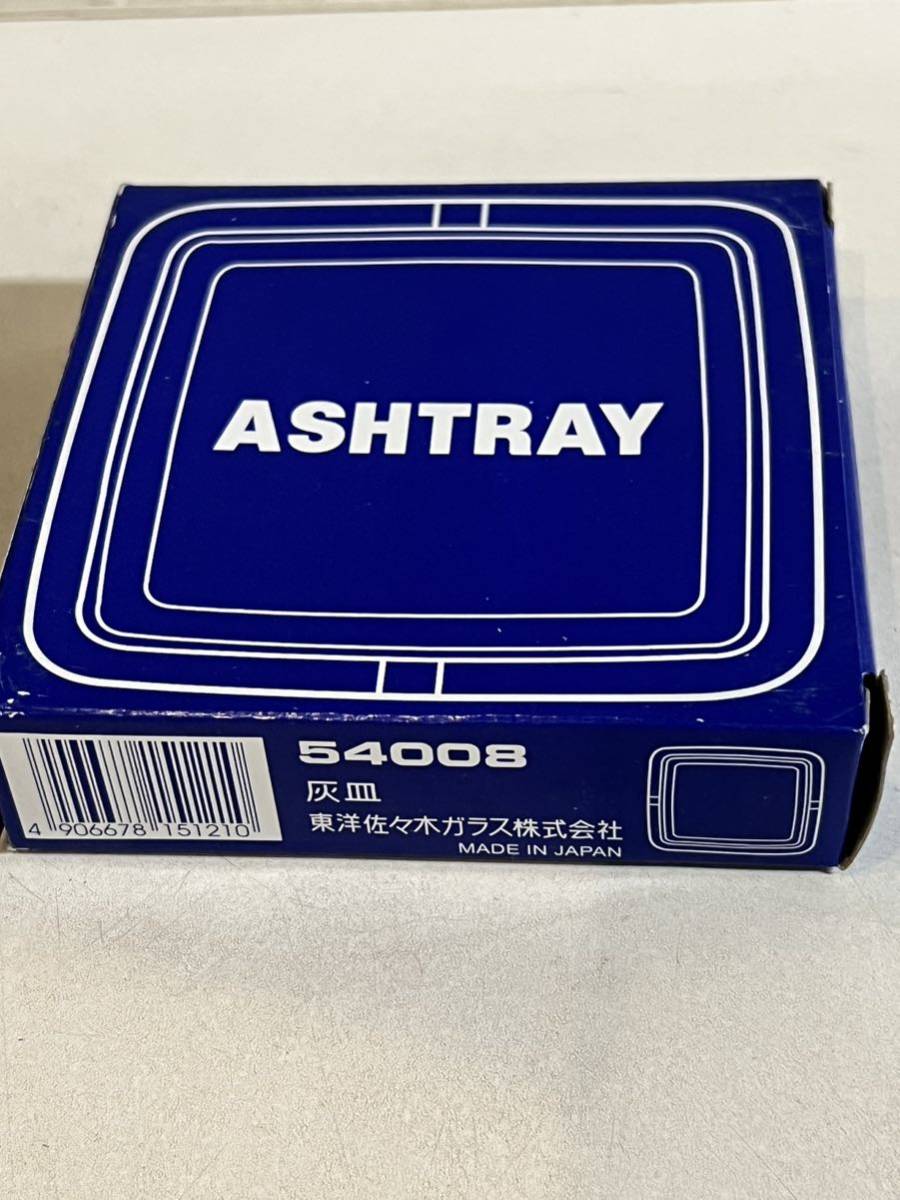 ASHTRAY
54008
灰皿
東洋佐々木ガラス株式会社
MADE IN JAPAN
4 906678 151210